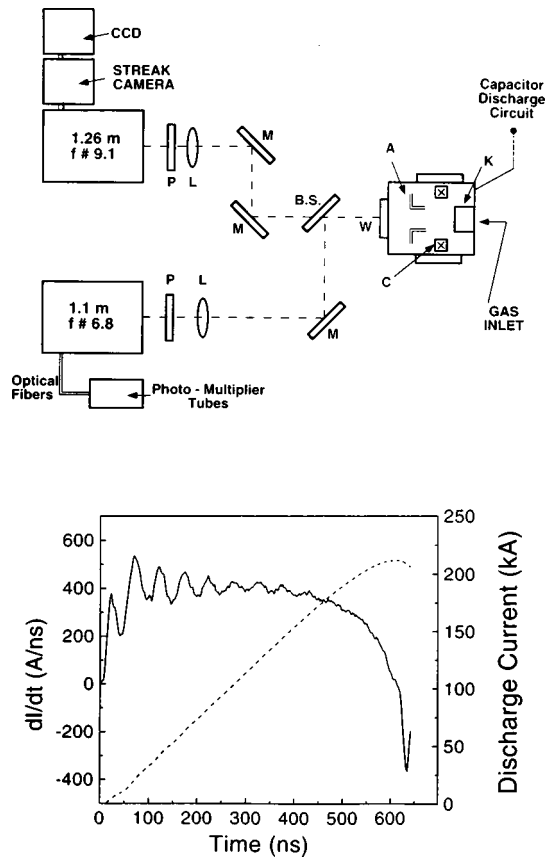 CCD
STREAK
CAMERA
1.26 m
f # 9.1
P
L
M
M
B.S.
W
A
C
K
Capacitor
Discharge
Circuit
GAS
INLET
1.1 m
f # 6.8
P
L
M
Optical
Fibers
Photo - Multiplier
Tubes
600
400
200
0
-200
-400
dI/dt (A/ns)
250
200
150
100
50
0
Discharge Current (kA)
0 100 200 300 400 500 600 700
Time (ns)